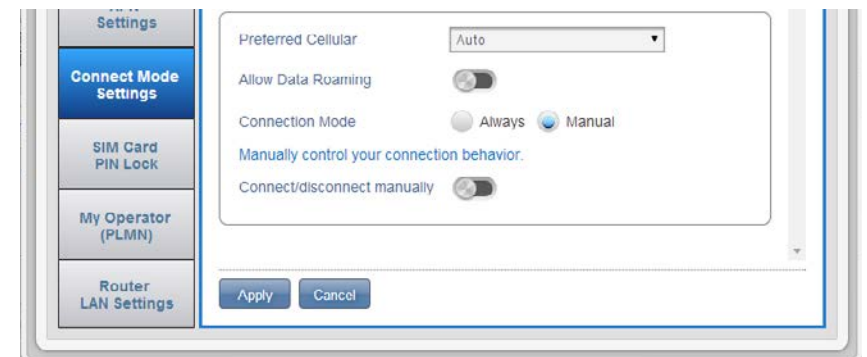 Settings
Connect Mode
Settings
SIM Card
PIN Lock
My Operator
(PLMN)
Router
LAN Settings
Preferred Cellular Auto
Allow Data Roaming
Connection Mode Always Manual
Manually control your connection behavior.
Connect/disconnect manually
Apply Cancel